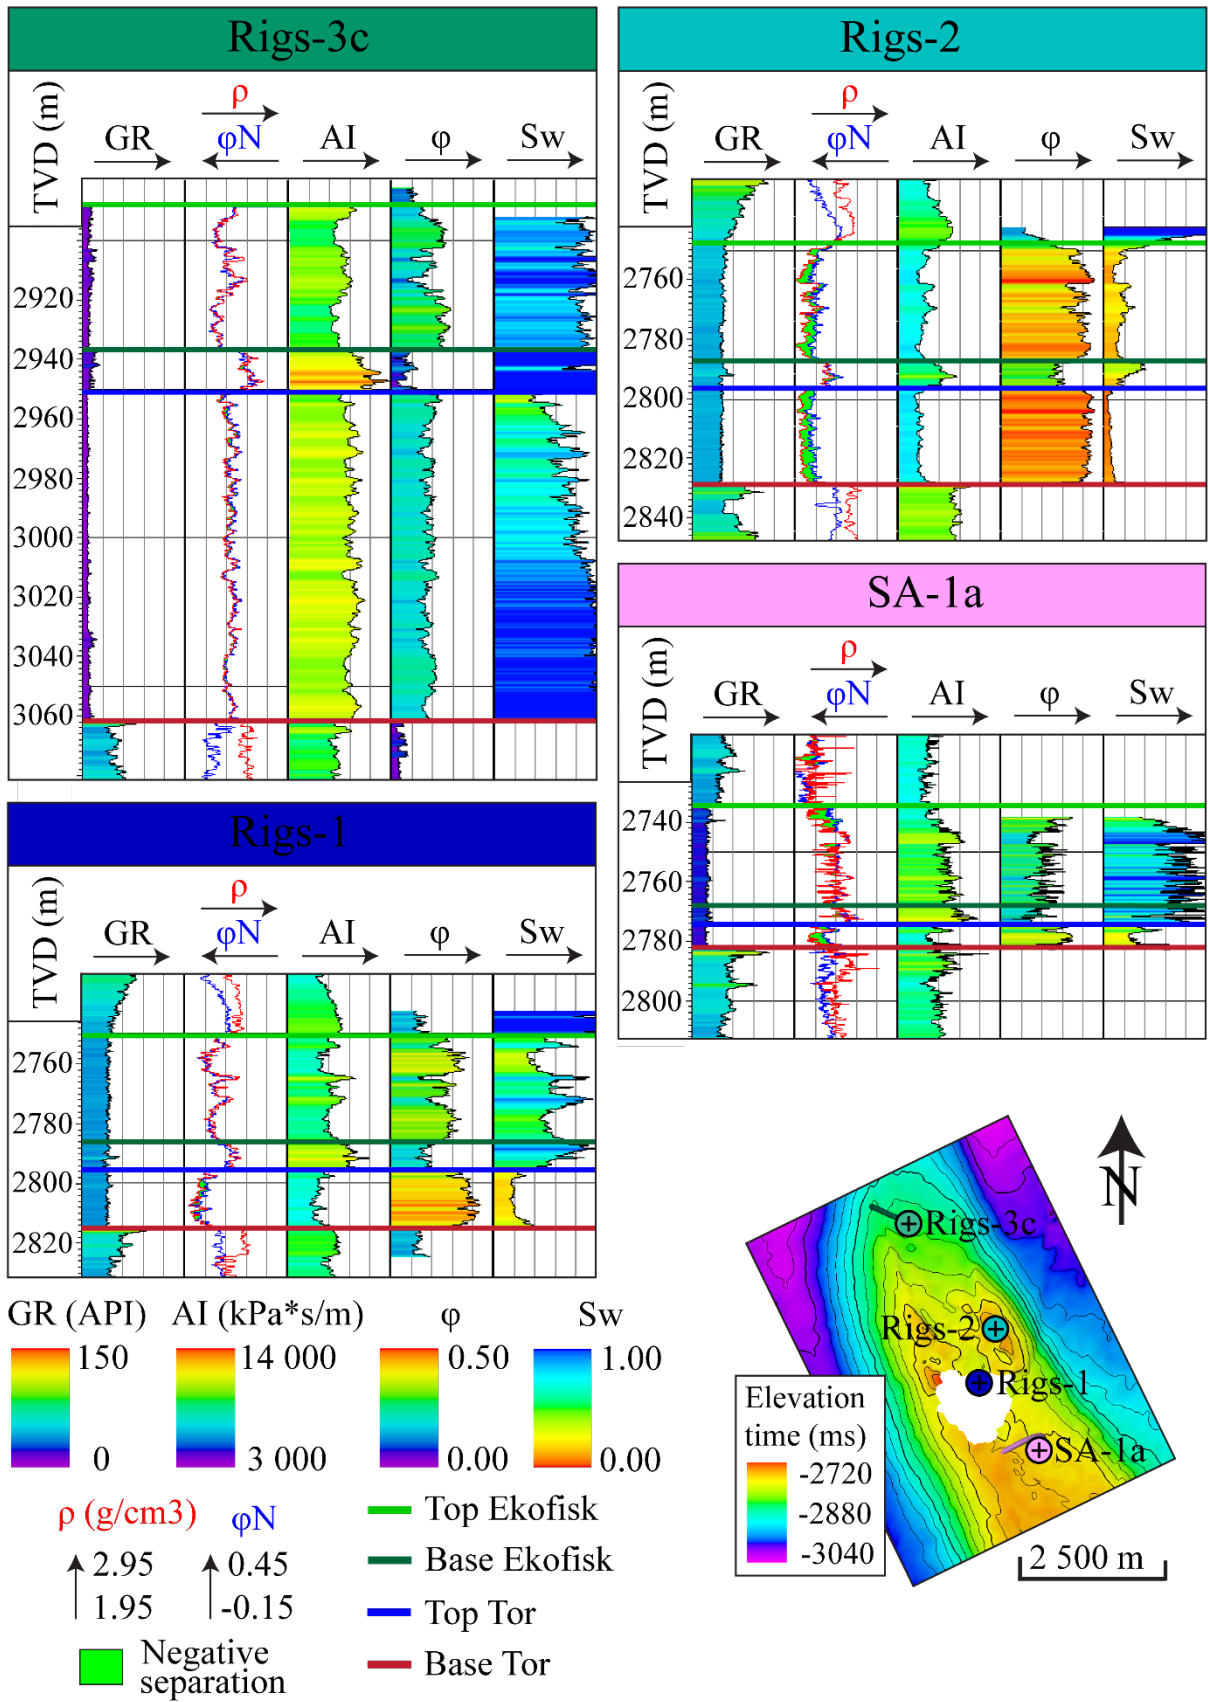 Rigs-3c
TVD (m)
GR
ρ
φN
AI
φ
Sw
2920
2940
2960
2980
3000
3020
3040
3060
Rigs-2
TVD (m)
GR
ρ
φN
AI
φ
Sw
2760
2780
2800
2820
2840
SA-1a
TVD (m)
GR
ρ
φN
AI
φ
Sw
2740
2760
2780
2800
Rigs-1
TVD (m)
GR
ρ
φN
AI
φ
Sw
2760
2780
2800
2820
N
Rigs-3c
Rigs-2
Rigs-1
SA-1a
Elevation
time (ms)
-2720
-2880
-3040
2 500 m
GR (API)
150
0
AI (kPa*s/m)
14 000
3 000
φ
0.50
0.00
Sw
1.00
0.00
ρ (g/cm3)
2.95
1.95
φN
0.45
-0.15
Negative
separation
Top Ekofisk
Base Ekofisk
Top Tor
Base Tor